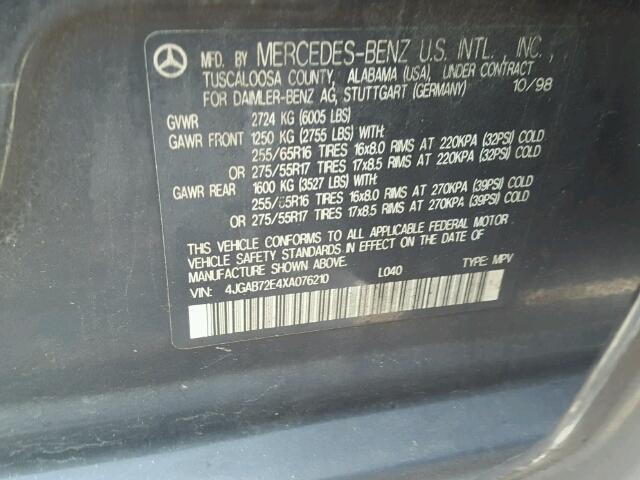 MFD. BY MERCEDES-BENZ U.S. INTL., INC.,
TUSCALOOSA COUNTY, ALABAMA (USA), UNDER CONTRACT
FOR DAIMLER-BENZ AG, STUTTGART (GERMANY) 10/98
GVWR 2724 KG (6005 LBS)
GAWR FRONT 1250 KG (2755 LBS) WITH:
255/65R16 TIRES 16x8.0 RIMS AT 220KPA (32PSI) COLD
OR 275/55R17 TIRES 17x8.5 RIMS AT 220KPA (32PSI) COLD
GAWR REAR 1600 KG (3527 LBS) WITH:
255/65R16 TIRES 16x8.0 RIMS AT 270KPA (39PSI) COLD
OR 275/55R17 TIRES 17x8.5 RIMS AT 270KPA (39PSI) COLD
THIS VEHICLE CONFORMS TO ALL APPLICABLE FEDERAL MOTOR
VEHICLE SAFETY STANDARDS IN EFFECT ON THE DATE OF
MANUFACTURE SHOWN ABOVE. L040 TYPE: MPV
VIN: 4JGAB72E4XA076210